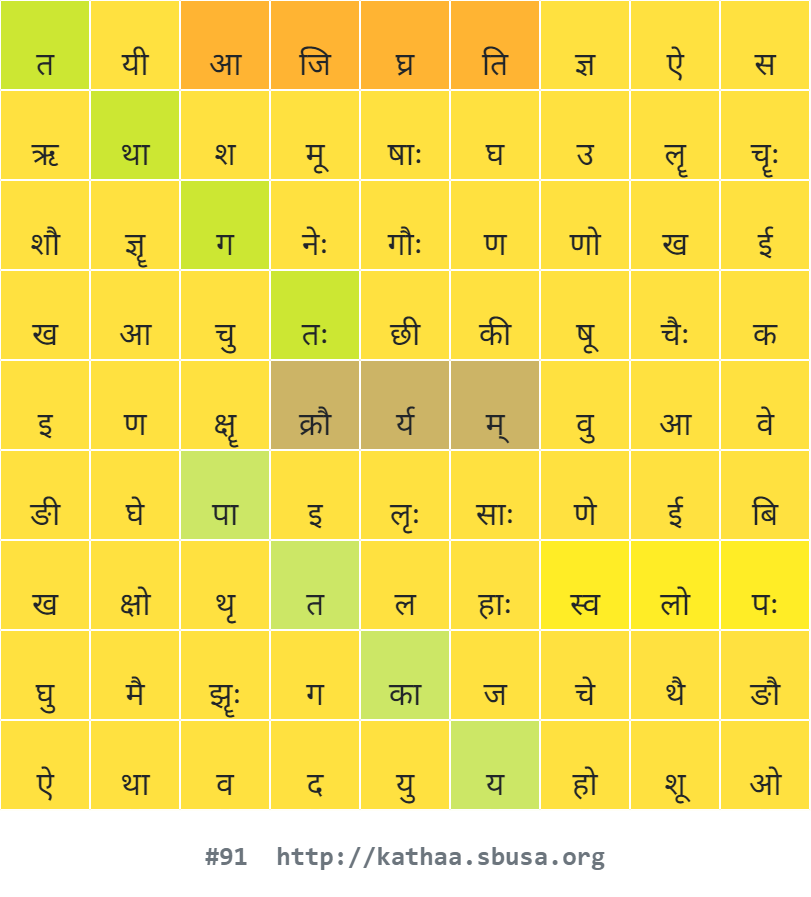 त यी आ जि घ्र ति ज्ञ ऐ स
ऋ था श मू षाः घ उ लॄ चॄः
शौ ज्ञॄ ग नेः गौः ण णो ख ई
ख आ चु तः छी की षू चैः क
इ ण क्षॄ क्रौ र्य म् वु आ वे
ङी घे पा इ लृः साः णे ई बि
ख क्षो थृ त ल हाः स्व लो पः
घु मै झॄः ग का ज चे थै ङौ
ऐ था व द यु य हो शू ओ
#91 http://kathaa.sbusa.org